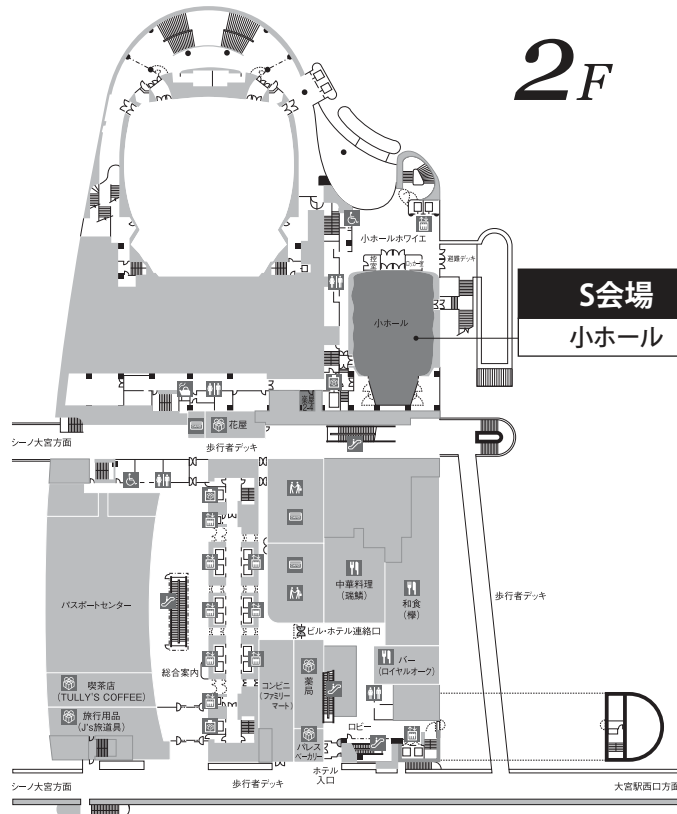 2F
小ホールホワイエ
避難デッキ
控室
S会場
小ホール
小ホール
楽屋
2-4
花屋
シーノ大宮方面
歩行者デッキ
パスポートセンター
中華料理
(瑞鱗)
和食
(欅)
歩行者デッキ
ビル・ホテル連絡口
総合案内
コンビニ
(ファミリー
マート)
薬局
バー
(ロイヤルオーク)
喫茶店
(TULLY'S COFFEE)
旅行用品
(J's旅道具)
ロビー
パレス
ベーカリー
ホテル
入口
シーノ大宮方面
歩行者デッキ
大宮駅西口方面